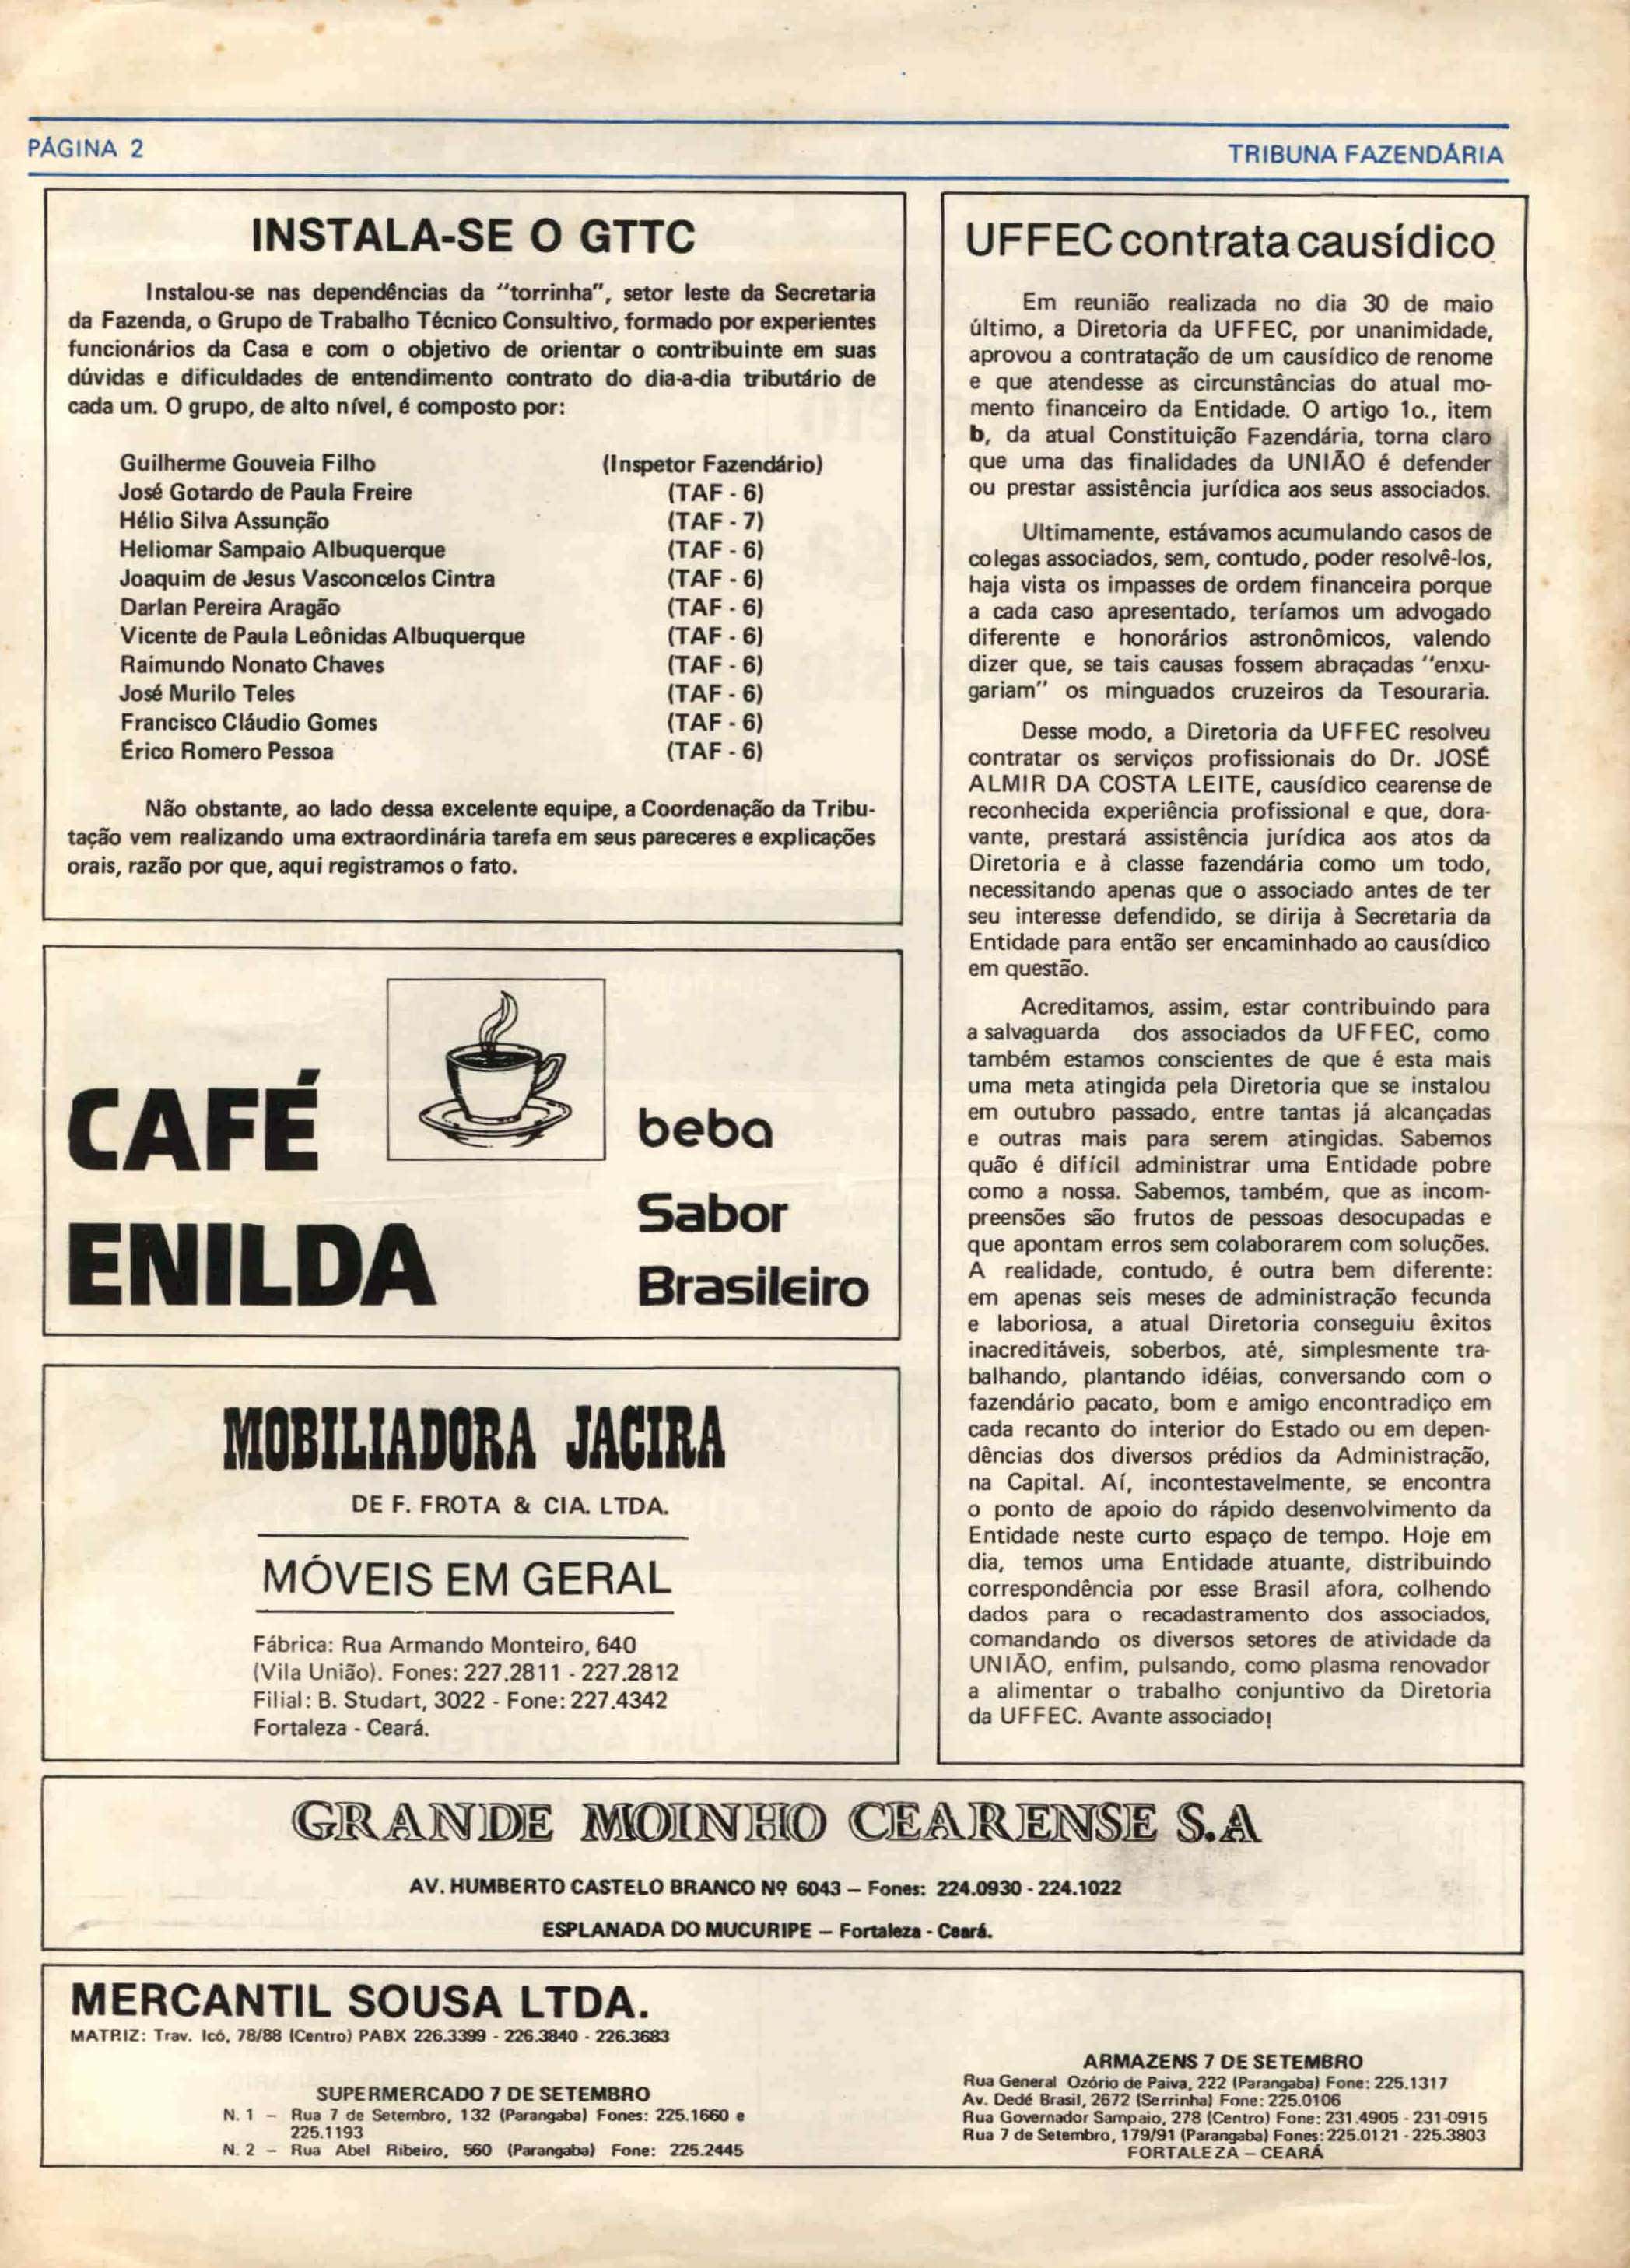 PÁGINA 2
TRIBUNA FAZENDÁRIA
INSTALA-SE O GTTC
Instalou-se nas dependências da "torrinha", setor leste da Secretaria
da Fazenda, o Grupo de Trabalho Técnico Consultivo, formado por experientes
funcionários da Casa e com o objetivo de orientar o contribuinte em suas
dúvidas e dificuldades de entendimento contrato do dia-a-dia tributário de
cada um. O grupo, de alto nível, é composto por:
Guilherme Gouveia Filho (Inspetor Fazendário)
José Gotardo de Paula Freire (TAF - 6)
Hélio Silva Assunção (TAF - 7)
Heliomar Sampaio Albuquerque (TAF - 6)
Joaquim de Jesus Vasconcelos Cintra (TAF - 6)
Darlan Pereira Aragão (TAF - 6)
Vicente de Paula Leônidas Albuquerque (TAF - 6)
Raimundo Nonato Chaves (TAF - 6)
José Murilo Teles (TAF - 6)
Francisco Cláudio Gomes (TAF - 6)
Érico Romero Pessoa (TAF - 6)
Não obstante, ao lado dessa excelente equipe, a Coordenação da Tribu-
tação vem realizando uma extraordinária tarefa em seus pareceres e explicações
orais, razão por que, aqui registramos o fato.
CAFÉ
ENILDA
beba
Sabor
Brasileiro
MOBILIADORA JACIRA
DE F. FROTA & CIA. LTDA.
MÓVEIS EM GERAL
Fábrica: Rua Armando Monteiro, 640
(Vila União). Fones: 227.2811 - 227.2812
Filial: B. Studart, 3022 - Fone: 227.4342
Fortaleza - Ceará.
UFFEC contrata causídico
Em reunião realizada no dia 30 de maio
último, a Diretoria da UFFEC, por unanimidade,
aprovou a contratação de um causídico de renome
e que atendesse as circunstâncias do atual mo-
mento financeiro da Entidade. O artigo 1o., item
b, da atual Constituição Fazendária, torna claro
que uma das finalidades da UNIÃO é defender
ou prestar assistência jurídica aos seus associados.
Ultimamente, estávamos acumulando casos de
colegas associados, sem, contudo, poder resolvê-los,
haja vista os impasses de ordem financeira porque
a cada caso apresentado, teríamos um advogado
diferente e honorários astronômicos, valendo
dizer que, se tais causas fossem abraçadas "enxu-
gariam" os minguados cruzeiros da Tesouraria.
Desse modo, a Diretoria da UFFEC resolveu
contratar os serviços profissionais do Dr. JOSÉ
ALMIR DA COSTA LEITE, causídico cearense de
reconhecida experiência profissional e que, dora-
vante, prestará assistência jurídica aos atos da
Diretoria e à classe fazendária como um todo,
necessitando apenas que o associado antes de ter
seu interesse defendido, se dirija à Secretaria da
Entidade para então ser encaminhado ao causídico
em questão.
Acreditamos, assim, estar contribuindo para
a salvaguarda dos associados da UFFEC, como
também estamos conscientes de que é esta mais
uma meta atingida pela Diretoria que se instalou
em outubro passado, entre tantas já alcançadas
e outras mais para serem atingidas. Sabemos
quão é difícil administrar uma Entidade pobre
como a nossa. Sabemos, também, que as incom-
preensões são frutos de pessoas desocupadas e
que apontam erros sem colaborarem com soluções.
A realidade, contudo, é outra bem diferente:
em apenas seis meses de administração fecunda
e laboriosa, a atual Diretoria conseguiu êxitos
inacreditáveis, soberbos, até, simplesmente tra-
balhando, plantando idéias, conversando com o
fazendário pacato, bom e amigo encontradiço em
cada recanto do interior do Estado ou em depen-
dências dos diversos prédios da Administração,
na Capital. Aí, incontestavelmente, se encontra
o ponto de apoio do rápido desenvolvimento da
Entidade neste curto espaço de tempo. Hoje em
dia, temos uma Entidade atuante, distribuindo
correspondência por esse Brasil afora, colhendo
dados para o recadastramento dos associados,
comandando os diversos setores de atividade da
UNIÃO, enfim, pulsando, como plasma renovador
a alimentar o trabalho conjuntivo da Diretoria
da UFFEC. Avante associado!
GRANDE MOINHO CEARENSE S.A
AV. HUMBERTO CASTELO BRANCO Nº 6043 – Fones: 224.0930 - 224.1022
ESPLANADA DO MUCURIPE – Fortaleza - Ceará.
MERCANTIL SOUSA LTDA.
MATRIZ: Trav. Icó, 78/88 (Centro) PABX 226.3399 - 226.3840 - 226.3683
SUPERMERCADO 7 DE SETEMBRO
N. 1 – Rua 7 de Setembro, 132 (Parangaba) Fones: 225.1660 e
225.1193
N. 2 – Rua Abel Ribeiro, 560 (Parangaba) Fone: 225.2445
ARMAZENS 7 DE SETEMBRO
Rua General Ozório de Paiva, 222 (Parangaba) Fone: 225.1317
Av. Dedé Brasil, 2672 (Serrinha) Fone: 225.0106
Rua Governador Sampaio, 278 (Centro) Fone: 231.4905 - 231-0915
Rua 7 de Setembro, 179/91 (Parangaba) Fones: 225.0121 - 225.3803
FORTALEZA – CEARÁ